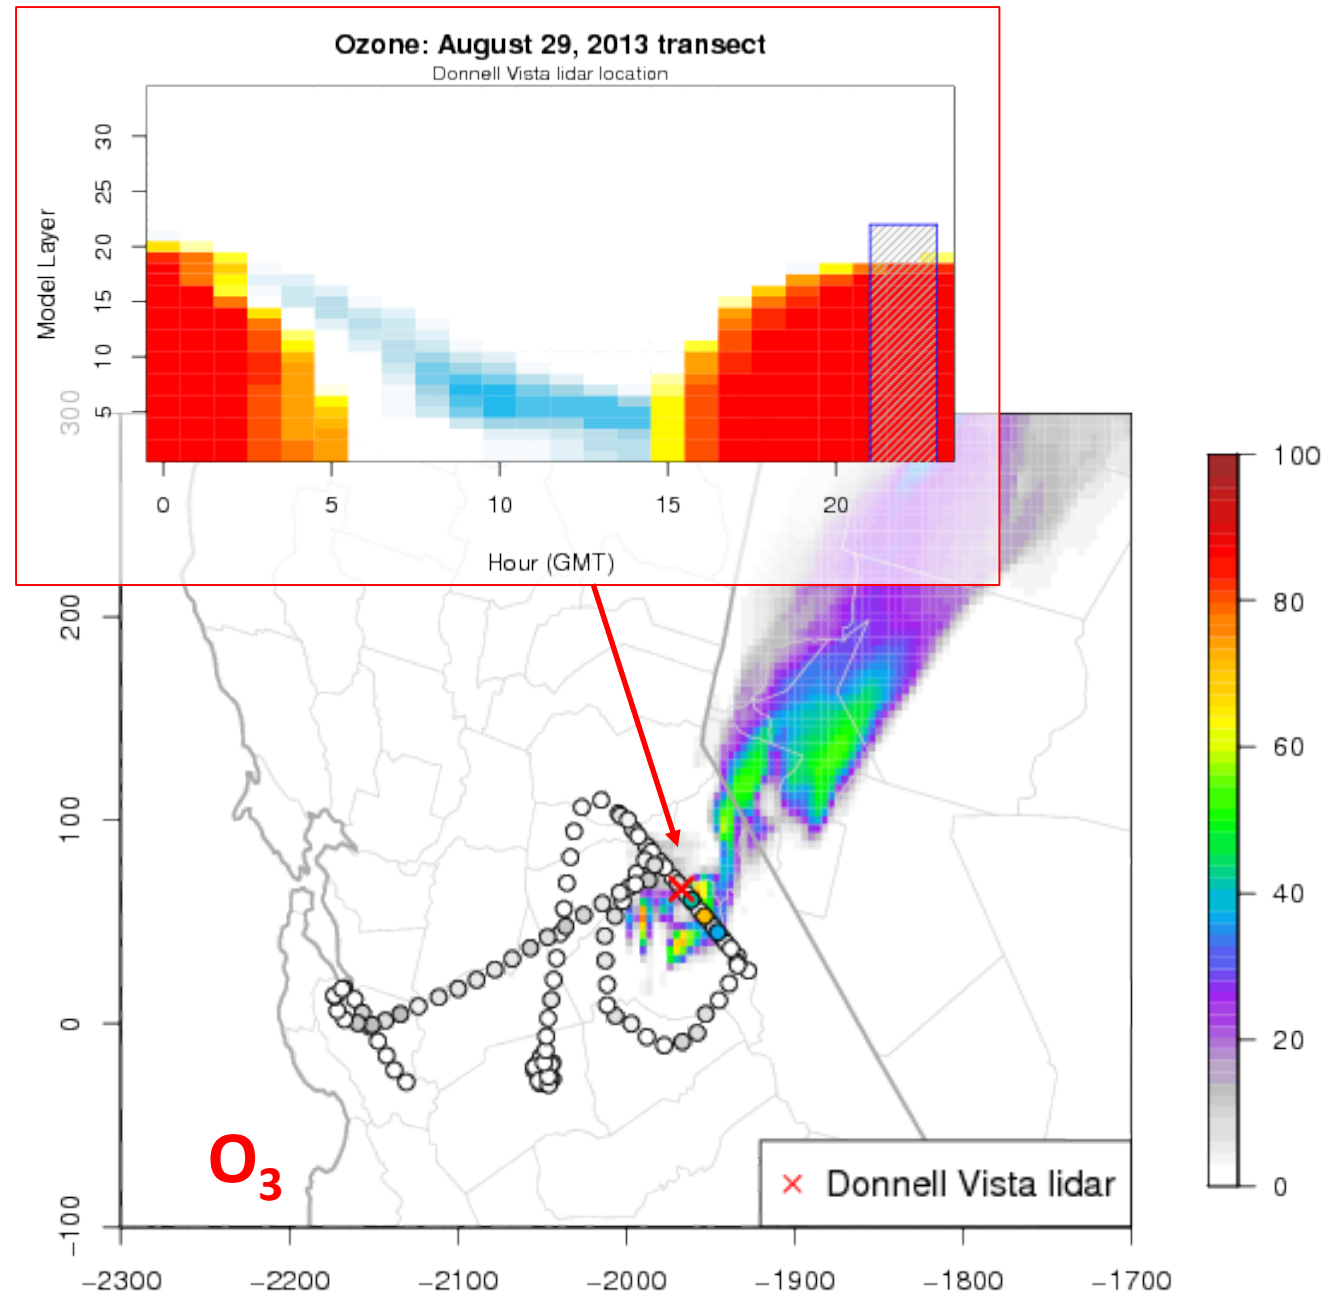 Ozone: August 29, 2013 transect
Donnell Vista lidar location
Model Layer
30
25
20
15
10
5
0 5 10 15 20
Hour (GMT)
300
200
100
0
−100
−2300 −2200 −2100 −2000 −1900 −1800 −1700
O3
Donnell Vista lidar
100
80
60
40
20
0